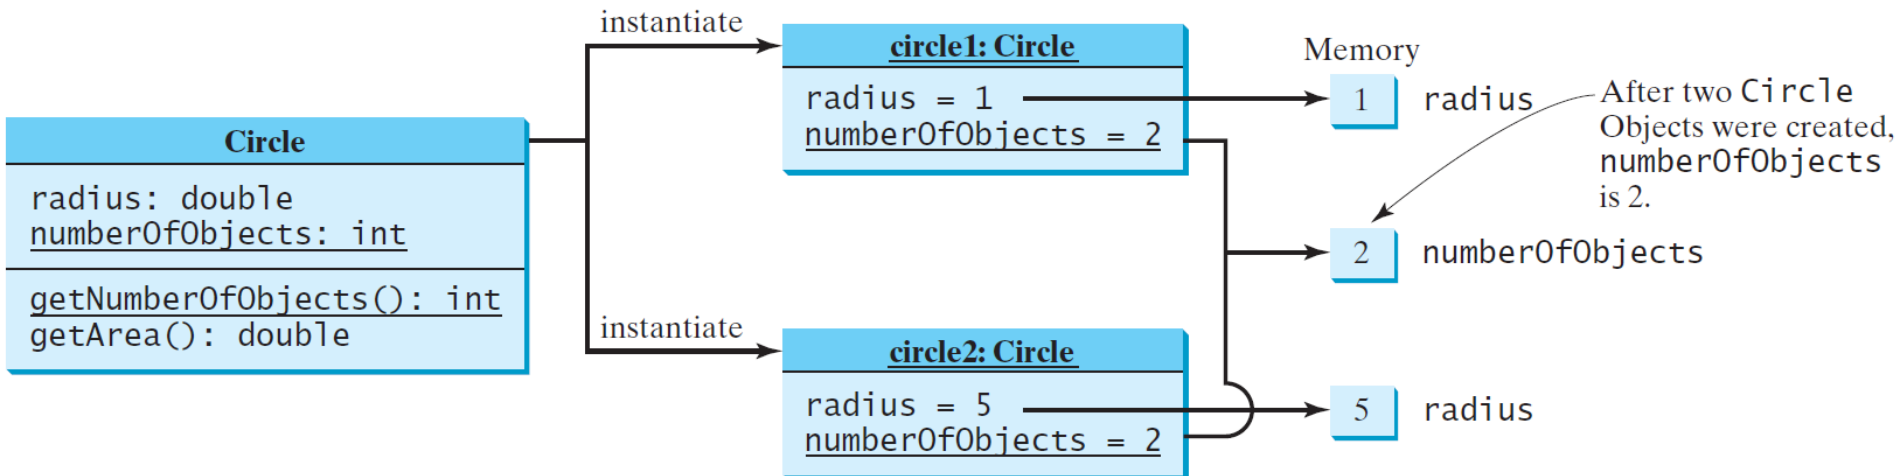 Circle
radius: double
numberOfObjects: int
getNumberOfObjects(): int
getArea(): double
instantiate
circle1: Circle
radius = 1
numberOfObjects = 2
instantiate
circle2: Circle
radius = 5
numberOfObjects = 2
Memory
1 radius
2 numberOfObjects
5 radius
After two Circle
Objects were created,
numberOfObjects
is 2.